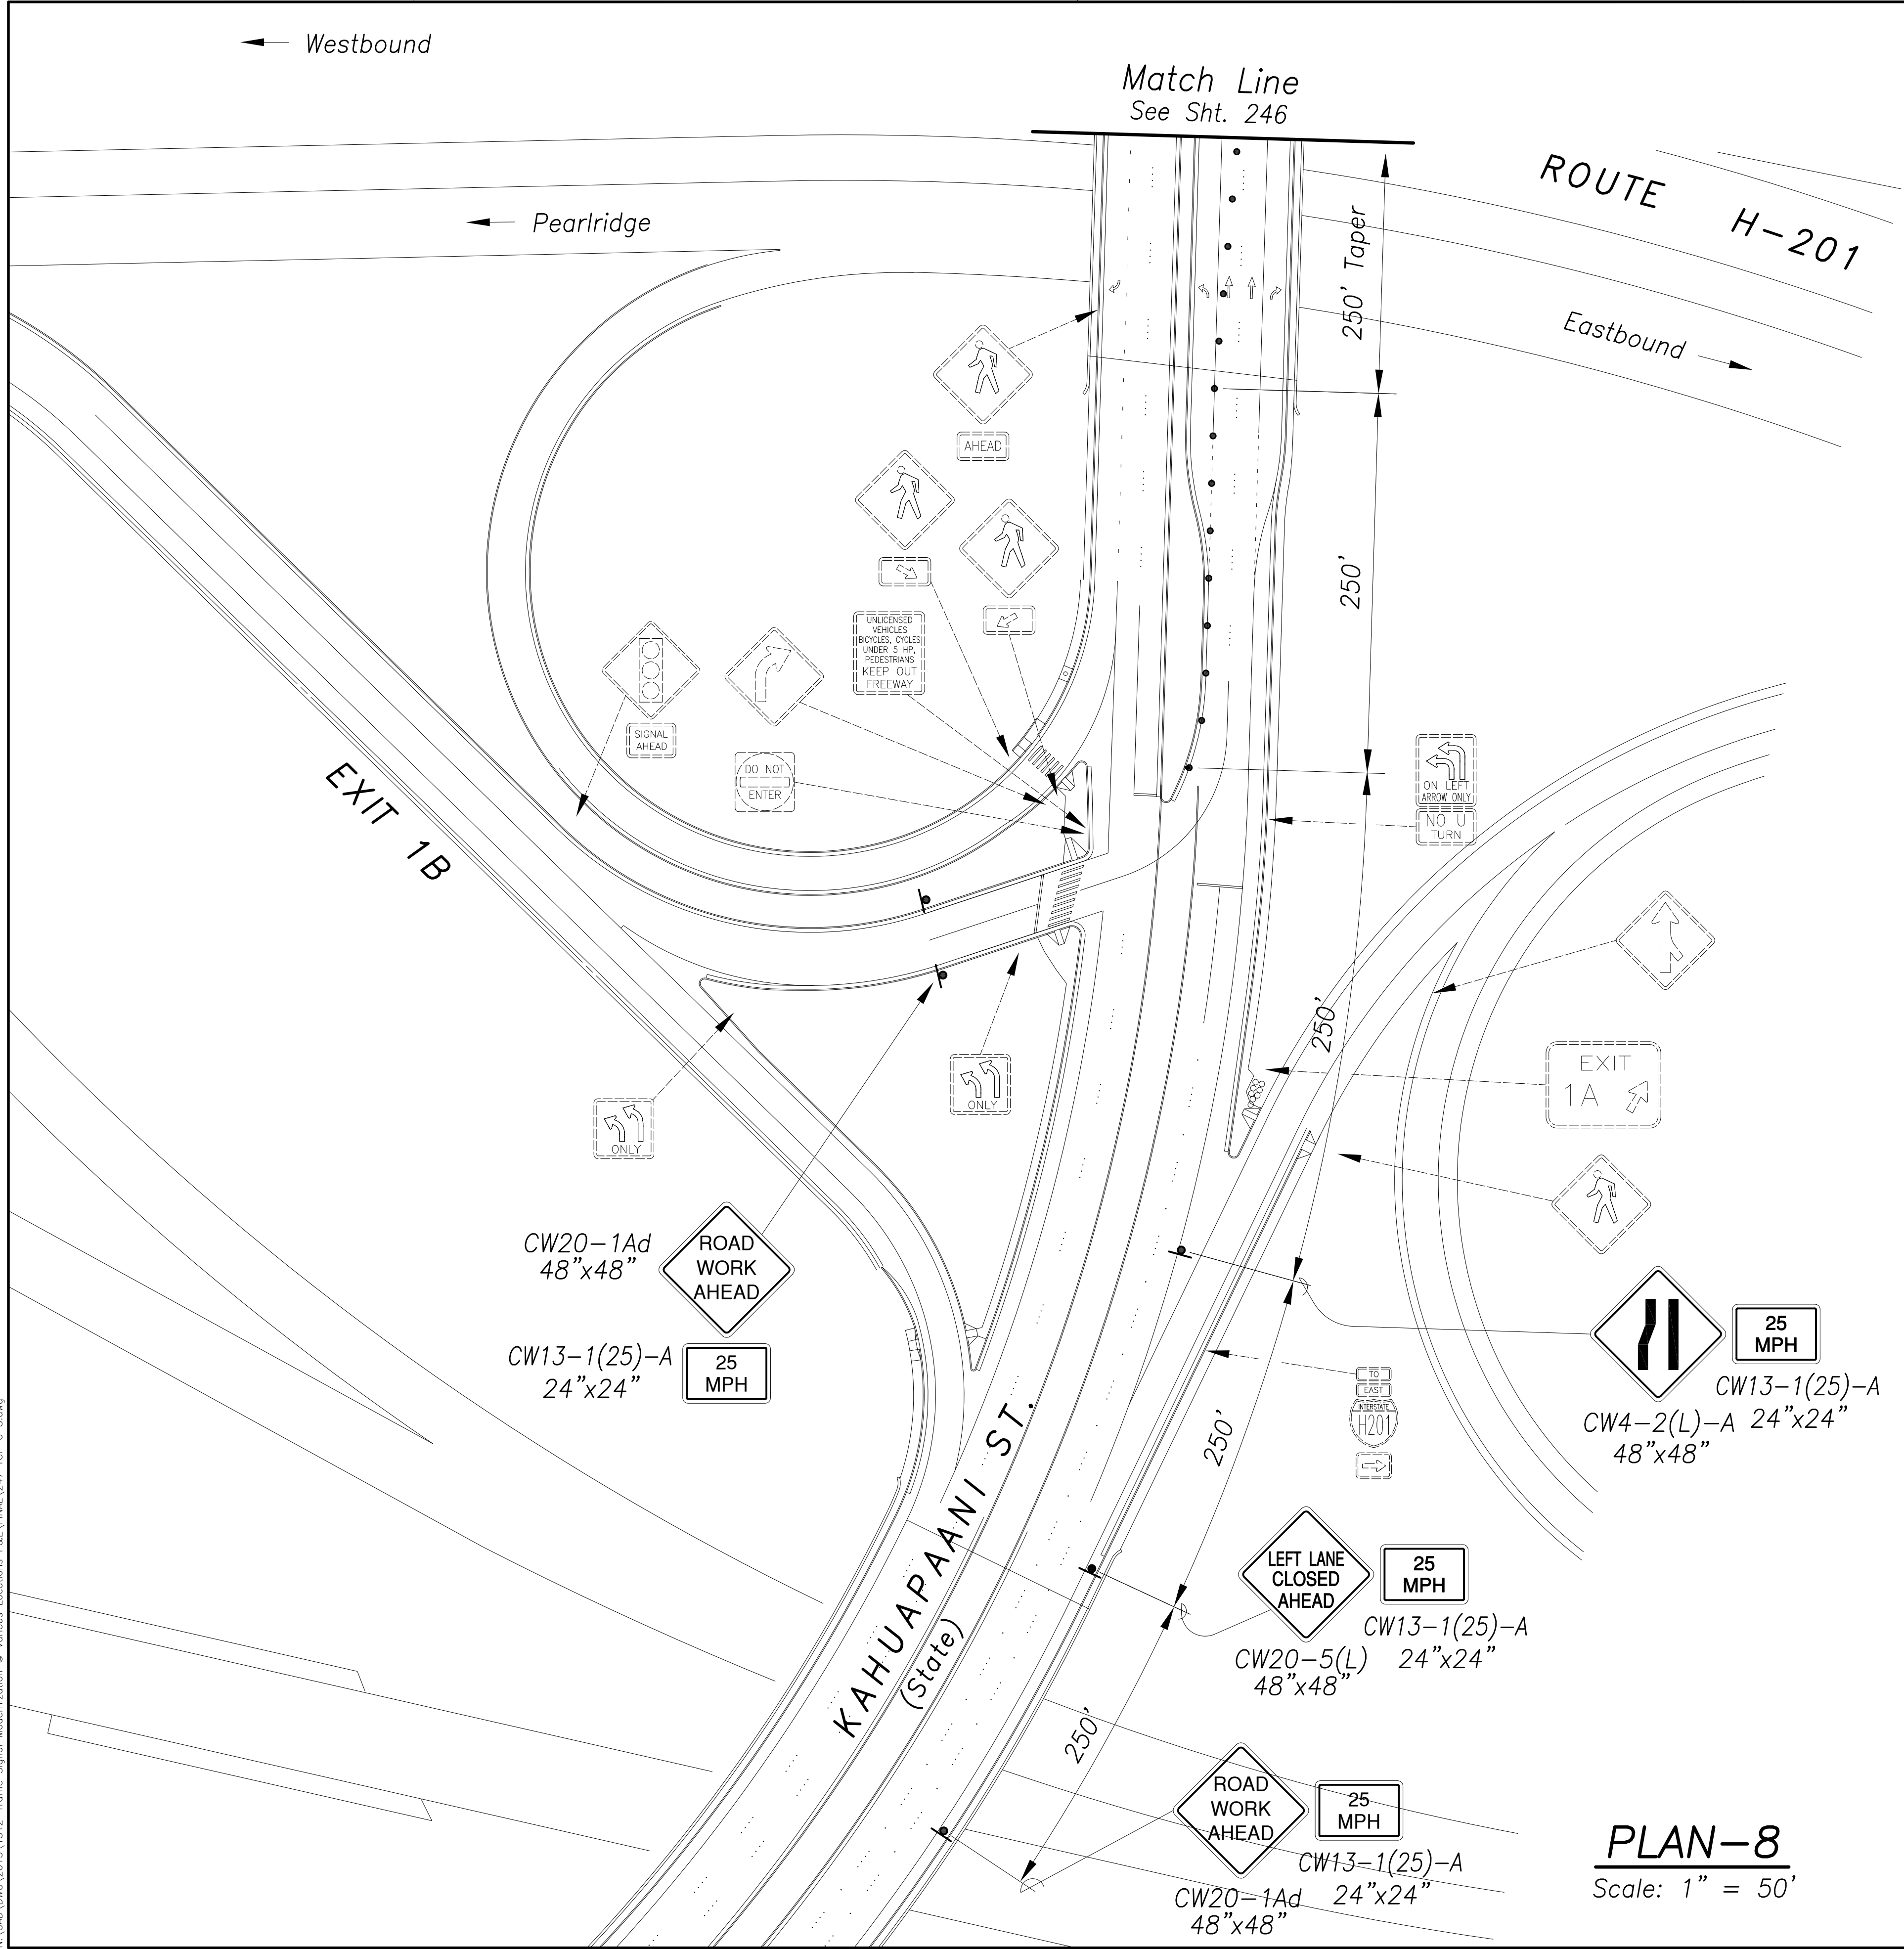 Westbound
Match Line
See Sht. 246
ROUTE H-201
Pearlridge
250' Taper
Eastbound
AHEAD
250'
UNLICENSED
VEHICLES
BICYCLES, CYCLES
UNDER 5 HP,
PEDESTRIANS
KEEP OUT
FREEWAY
SIGNAL
AHEAD
DO NOT
ENTER
ON LEFT
ARROW ONLY
NO U
TURN
EXIT 1B
250'
EXIT
1A
ONLY
ONLY
CW20-1Ad
48"x48"
ROAD
WORK
AHEAD
CW13-1(25)-A
24"x24"
25
MPH
25
MPH
CW13-1(25)-A
24"x24"
CW4-2(L)-A
48"x48"
TO
EAST
INTERSTATE
H201
250'
KAHUAPAANI ST.
(State)
LEFT LANE
CLOSED
AHEAD
25
MPH
CW13-1(25)-A
24"x24"
CW20-5(L)
48"x48"
250'
ROAD
WORK
AHEAD
25
MPH
CW13-1(25)-A
24"x24"
CW20-1Ad
48"x48"
PLAN-8
Scale: 1" = 50'